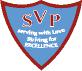 SVP
serving with Love
striving for
EXCELLENCE